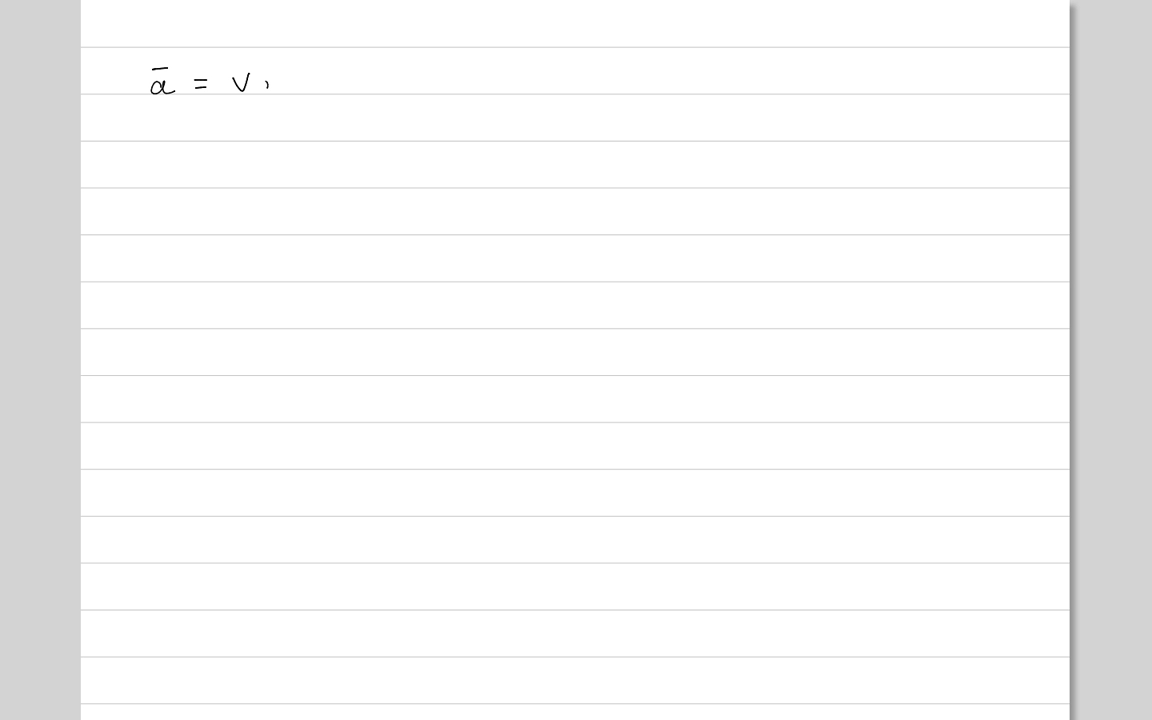 ā = v,